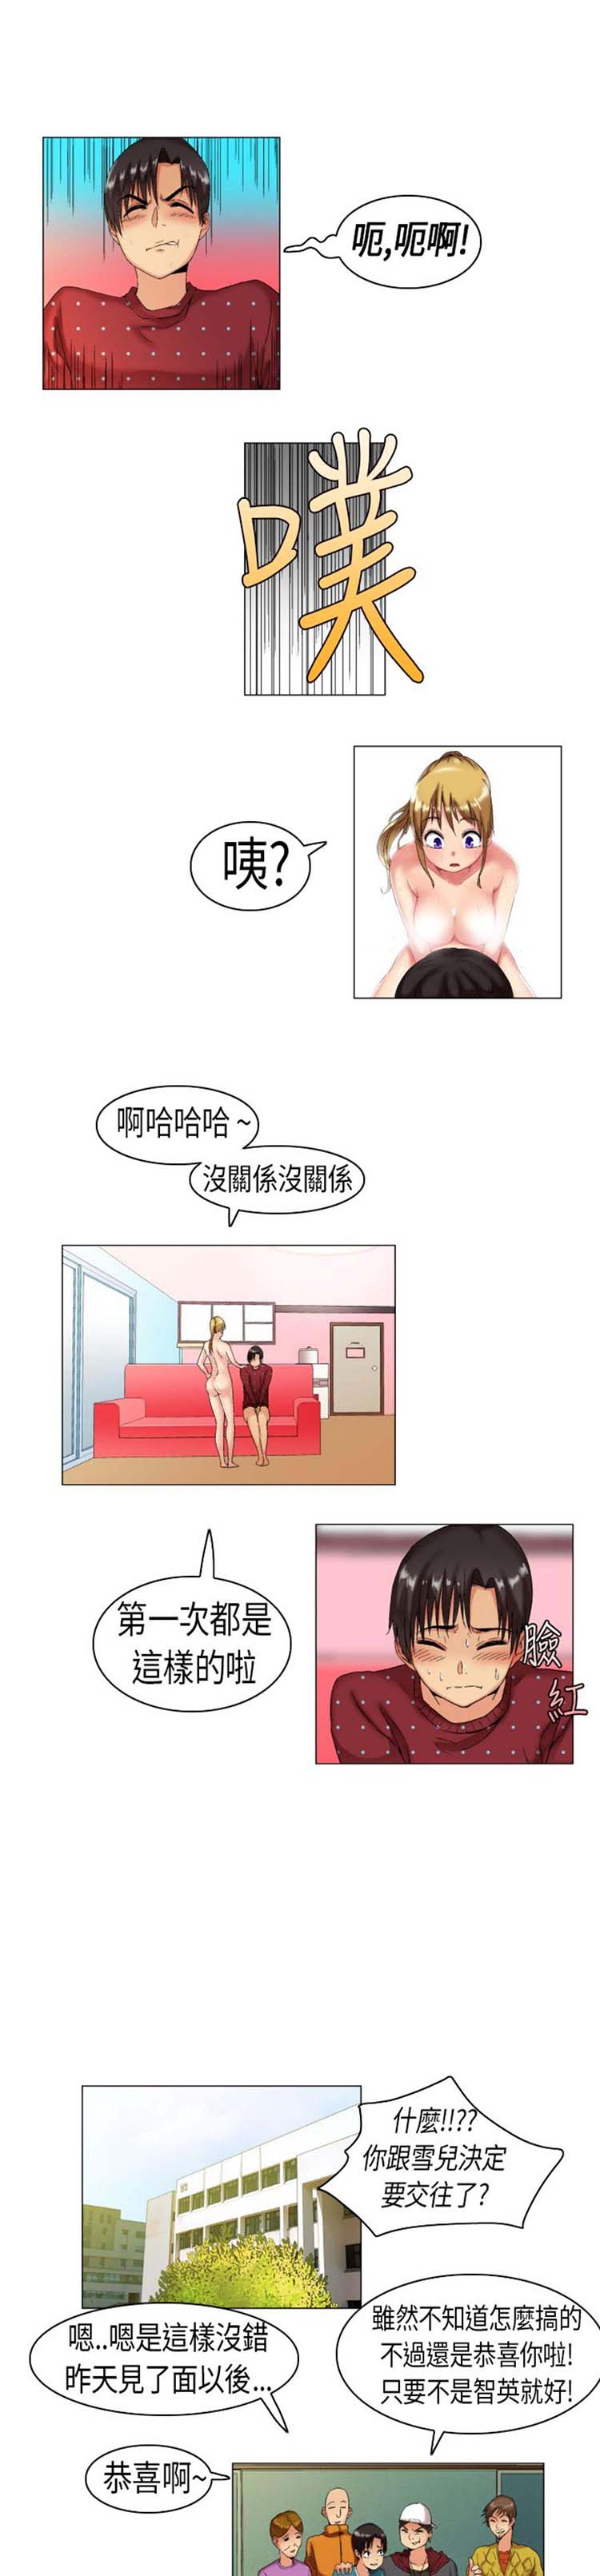 呃,呃啊!
噗
咦?
啊哈哈哈~
沒關係沒關係
第一次都是
這樣的啦
臉
紅
什麼!!??
你跟雪兒決定
要交往了?
嗯..嗯是這樣沒錯
昨天見了面以後...
雖然不知道怎麼搞的
不過還是恭喜你啦!
只要不是智英就好!
恭喜啊~